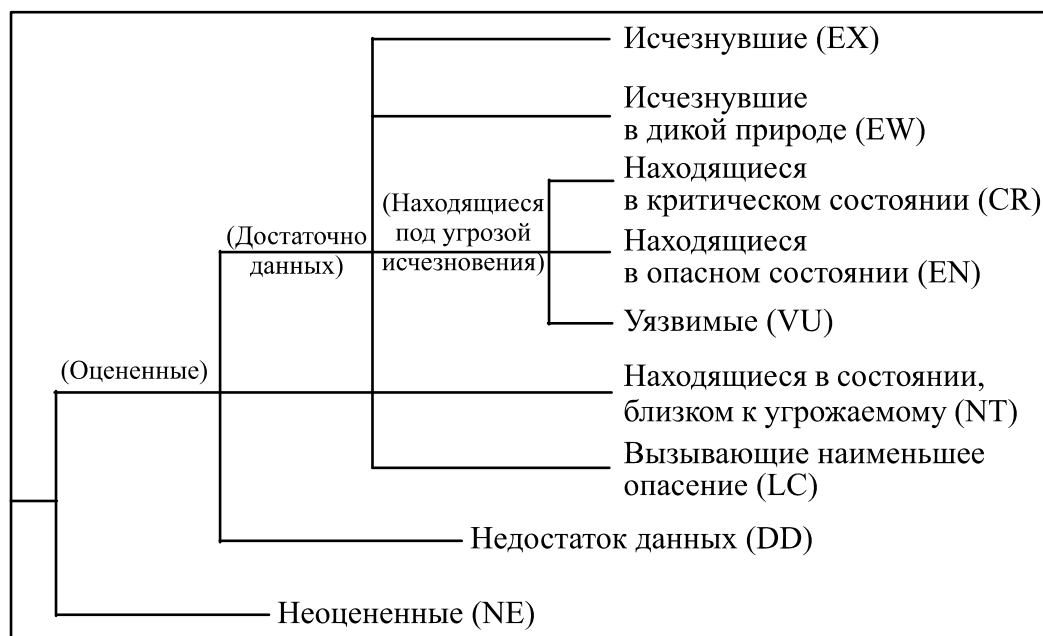 Исчезнувшие (EX)
Исчезнувшие
в дикой природе (EW)
Находящиеся
в критическом состоянии (CR)
(Находящиеся
под угрозой
исчезновения)
(Достаточно
данных)
Находящиеся
в опасном состоянии (EN)
Уязвимые (VU)
(Оцененные)
Находящиеся в состоянии,
близком к угрожаемому (NT)
Вызывающие наименьшее
опасение (LC)
Недостаток данных (DD)
Неоцененные (NE)